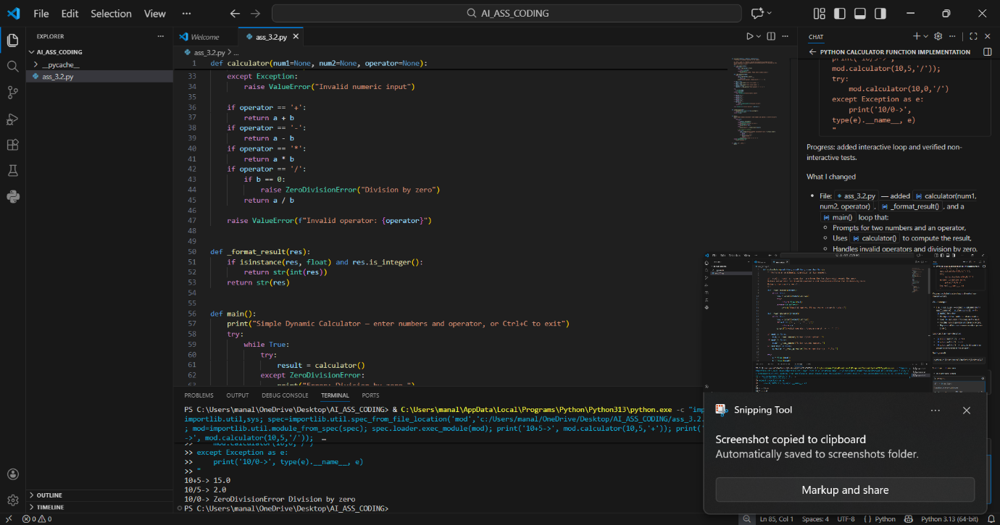 File Edit Selection View ··· AI_ASS_CODING
EXPLORER ···
AI_ASS_CODING
__pycache__
ass_3.2.py
OUTLINE
TIMELINE
Welcome ass_3.2.py
ass_3.2.py > ...
1 def calculator(num1=None, num2=None, operator=None):
33 except Exception:
34 raise ValueError("Invalid numeric input")
35
36 if operator == '+':
37 return a + b
38 if operator == '-':
39 return a - b
40 if operator == '*':
41 return a * b
42 if operator == '/':
43 if b == 0:
44 raise ZeroDivisionError("Division by zero")
45 return a / b
46
47 raise ValueError(f"Invalid operator: {operator}")
48
49
50 def _format_result(res):
51 if isinstance(res, float) and res.is_integer():
52 return str(int(res))
53 return str(res)
54
55
56 def main():
57 print("Simple Dynamic Calculator — enter numbers and operator, or Ctrl+C to exit")
58 try:
59 while True:
60 try:
61 result = calculator()
62 except ZeroDivisionError:
PROBLEMS OUTPUT DEBUG CONSOLE TERMINAL PORTS
PS C:\Users\manal\OneDrive\Desktop\AI_ASS_CODING> & C:\Users\manal\AppData\Local\Programs\Python\Python313\python.exe -c "imp
importlib.util,sys; spec=importlib.util.spec_from_file_location('mod','c:/Users/manal/OneDrive/Desktop/AI_ASS_CODING/ass_3.2.
; mod=importlib.util.module_from_spec(spec); spec.loader.exec_module(mod); print('10+5->', mod.calculator(10,5,'+')); print('
->', mod.calculator(10,5,'/')); …
>> mod.calculator(10,0,'/')
>> except Exception as e:
>> print('10/0->', type(e).__name__, e)
>> "
10+5-> 15.0
10/5-> 2.0
10/0-> ZeroDivisionError Division by zero
PS C:\Users\manal\OneDrive\Desktop\AI_ASS_CODING>
CHAT
PYTHON CALCULATOR FUNCTION IMPLEMENTATION
print('10/5->',
mod.calculator(10,5,'/'));
try:
mod.calculator(10,0,'/')
except Exception as e:
print('10/0->',
type(e).__name__, e)
"
Progress: added interactive loop and verified non-
interactive tests.
What I changed
• File: ass_3.2.py — added calculator(num1,
num2, operator) , _format_result() , and a
main() loop that:
Prompts for two numbers and an operator,
Uses calculator() to compute the result,
Handles invalid operators and division by zero,
Snipping Tool ···
Screenshot copied to clipboard
Automatically saved to screenshots folder.
Markup and share
0 0 Ln 85, Col 1 Spaces: 4 UTF-8 {} Python Python 3.13 (64-bit)